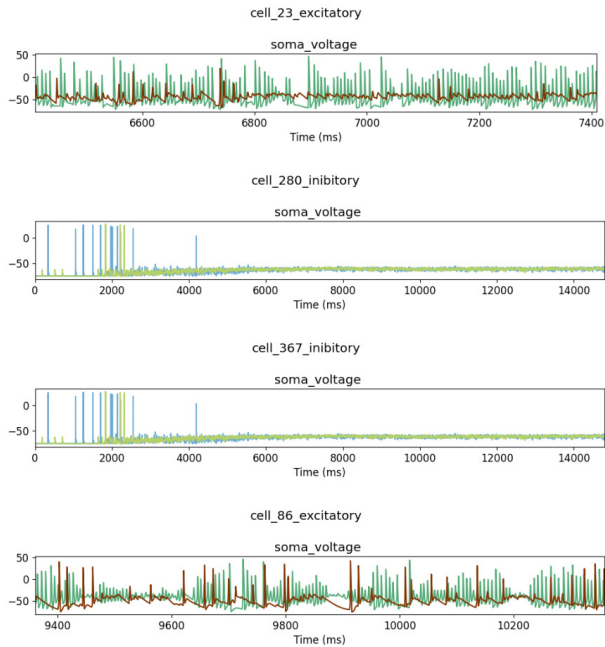 cell_23_excitatory
soma_voltage
50
0
−50
6600 6800 7000 7200 7400
Time (ms)
cell_280_inibitory
soma_voltage
0
−50
0 2000 4000 6000 8000 10000 12000 14000
Time (ms)
cell_367_inibitory
soma_voltage
0
−50
0 2000 4000 6000 8000 10000 12000 14000
Time (ms)
cell_86_excitatory
soma_voltage
50
0
−50
9400 9600 9800 10000 10200
Time (ms)